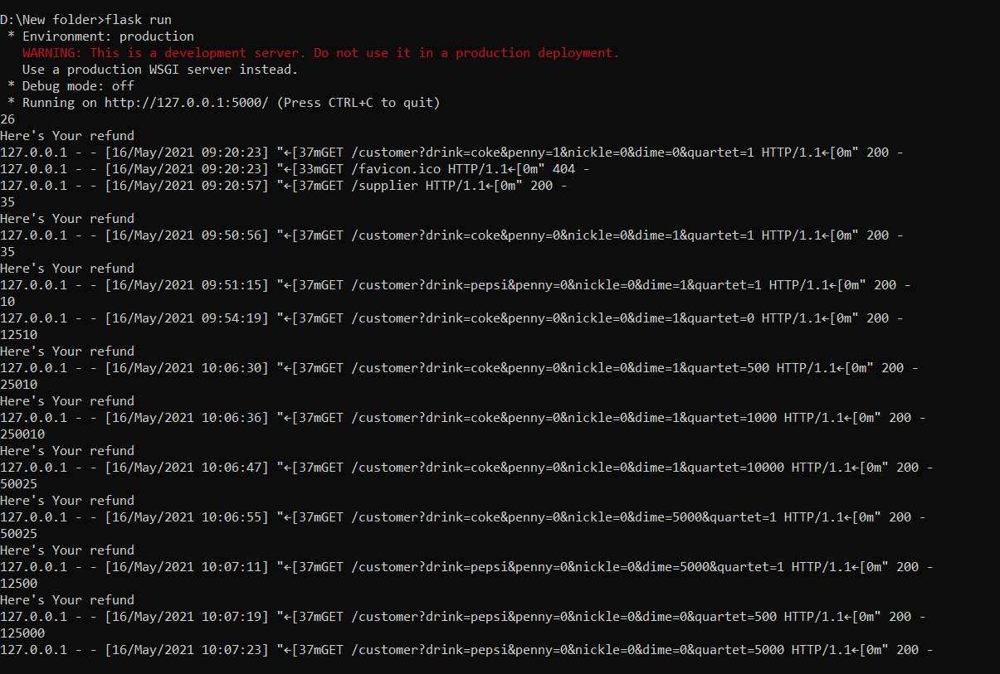 D:\New folder>flask run
 * Environment: production
   WARNING: This is a development server. Do not use it in a production deployment.
   Use a production WSGI server instead.
 * Debug mode: off
 * Running on http://127.0.0.1:5000/ (Press CTRL+C to quit)
26
Here's Your refund
127.0.0.1 - - [16/May/2021 09:20:23] "←[37mGET /customer?drink=coke&penny=1&nickle=0&dime=0&quartet=1 HTTP/1.1←[0m" 200 -
127.0.0.1 - - [16/May/2021 09:20:23] "←[33mGET /favicon.ico HTTP/1.1←[0m" 404 -
127.0.0.1 - - [16/May/2021 09:20:57] "←[37mGET /supplier HTTP/1.1←[0m" 200 -
35
Here's Your refund
127.0.0.1 - - [16/May/2021 09:50:56] "←[37mGET /customer?drink=coke&penny=0&nickle=0&dime=1&quartet=1 HTTP/1.1←[0m" 200 -
35
Here's Your refund
127.0.0.1 - - [16/May/2021 09:51:15] "←[37mGET /customer?drink=pepsi&penny=0&nickle=0&dime=1&quartet=1 HTTP/1.1←[0m" 200 -
10
127.0.0.1 - - [16/May/2021 09:54:19] "←[37mGET /customer?drink=coke&penny=0&nickle=0&dime=1&quartet=0 HTTP/1.1←[0m" 200 -
12510
Here's Your refund
127.0.0.1 - - [16/May/2021 10:06:30] "←[37mGET /customer?drink=coke&penny=0&nickle=0&dime=1&quartet=500 HTTP/1.1←[0m" 200 -
25010
Here's Your refund
127.0.0.1 - - [16/May/2021 10:06:36] "←[37mGET /customer?drink=coke&penny=0&nickle=0&dime=1&quartet=1000 HTTP/1.1←[0m" 200 -
250010
Here's Your refund
127.0.0.1 - - [16/May/2021 10:06:47] "←[37mGET /customer?drink=coke&penny=0&nickle=0&dime=1&quartet=10000 HTTP/1.1←[0m" 200 -
50025
Here's Your refund
127.0.0.1 - - [16/May/2021 10:06:55] "←[37mGET /customer?drink=coke&penny=0&nickle=0&dime=5000&quartet=1 HTTP/1.1←[0m" 200 -
50025
Here's Your refund
127.0.0.1 - - [16/May/2021 10:07:11] "←[37mGET /customer?drink=pepsi&penny=0&nickle=0&dime=5000&quartet=1 HTTP/1.1←[0m" 200 -
12500
Here's Your refund
127.0.0.1 - - [16/May/2021 10:07:19] "←[37mGET /customer?drink=pepsi&penny=0&nickle=0&dime=0&quartet=500 HTTP/1.1←[0m" 200 -
125000
127.0.0.1 - - [16/May/2021 10:07:23] "←[37mGET /customer?drink=pepsi&penny=0&nickle=0&dime=0&quartet=5000 HTTP/1.1←[0m" 200 -